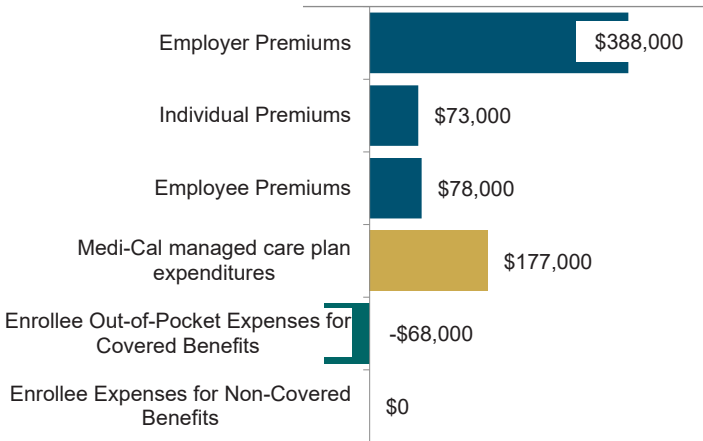 Employer Premiums
$388,000
Individual Premiums
$73,000
Employee Premiums
$78,000
Medi-Cal managed care plan
expenditures
$177,000
Enrollee Out-of-Pocket Expenses for
Covered Benefits
-$68,000
Enrollee Expenses for Non-Covered
Benefits
$0